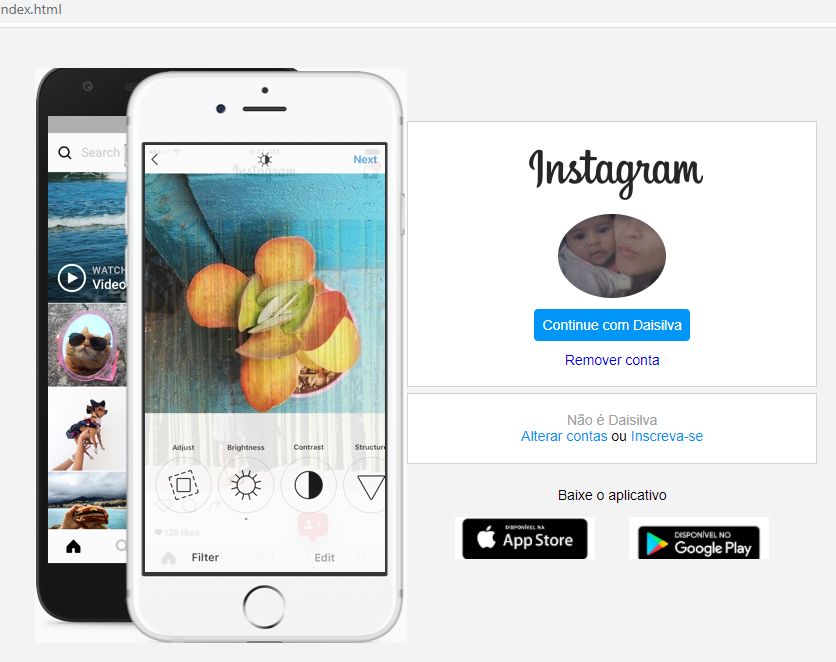 ndex.html
Search
WATCH
Video
Next
Instagram
Adjust Brightness Contrast Structure
128 likes
Filter Edit
Instagram
Continue com Daisilva
Remover conta
Não é Daisilva
Alterar contas ou Inscreva-se
Baixe o aplicativo
DISPONÍVEL NA
App Store
DISPONÍVEL NO
Google Play